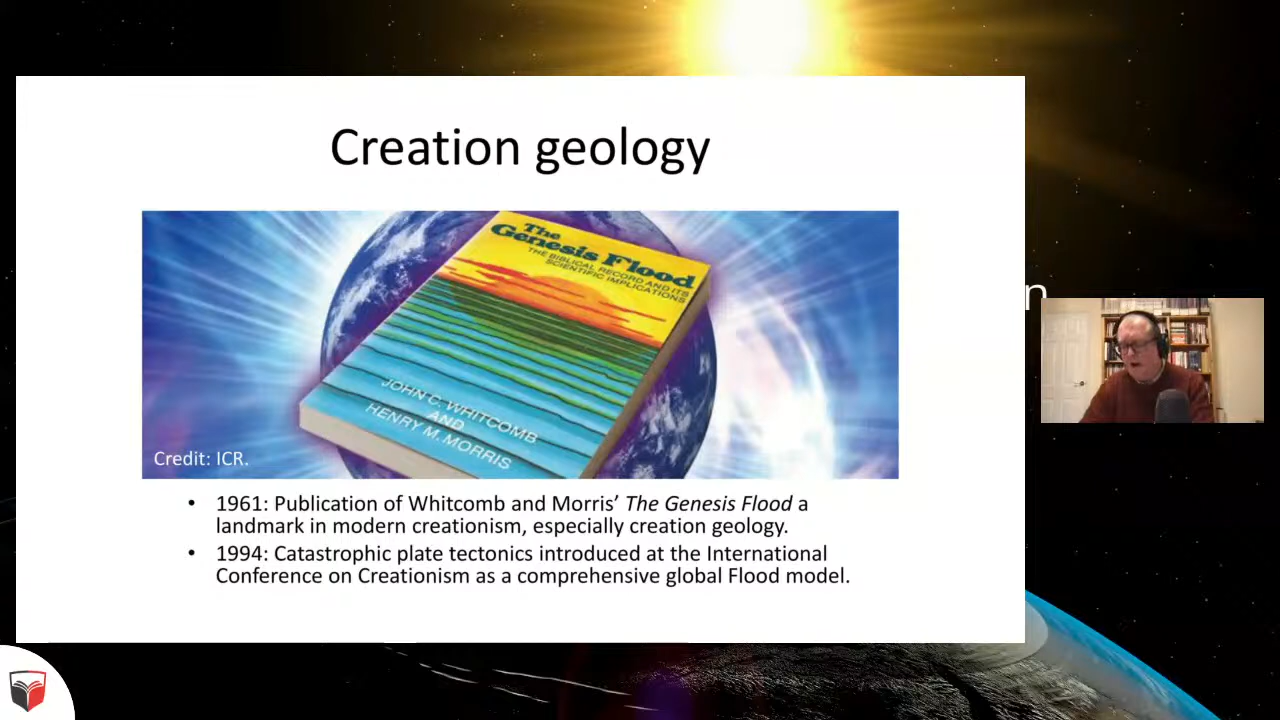 Creation geology
The
Genesis Flood
THE BIBLICAL RECORD AND ITS
SCIENTIFIC IMPLICATIONS
JOHN C. WHITCOMB
AND
HENRY M. MORRIS
Credit: ICR.
• 1961: Publication of Whitcomb and Morris’ The Genesis Flood a
landmark in modern creationism, especially creation geology.
• 1994: Catastrophic plate tectonics introduced at the International
Conference on Creationism as a comprehensive global Flood model.
n